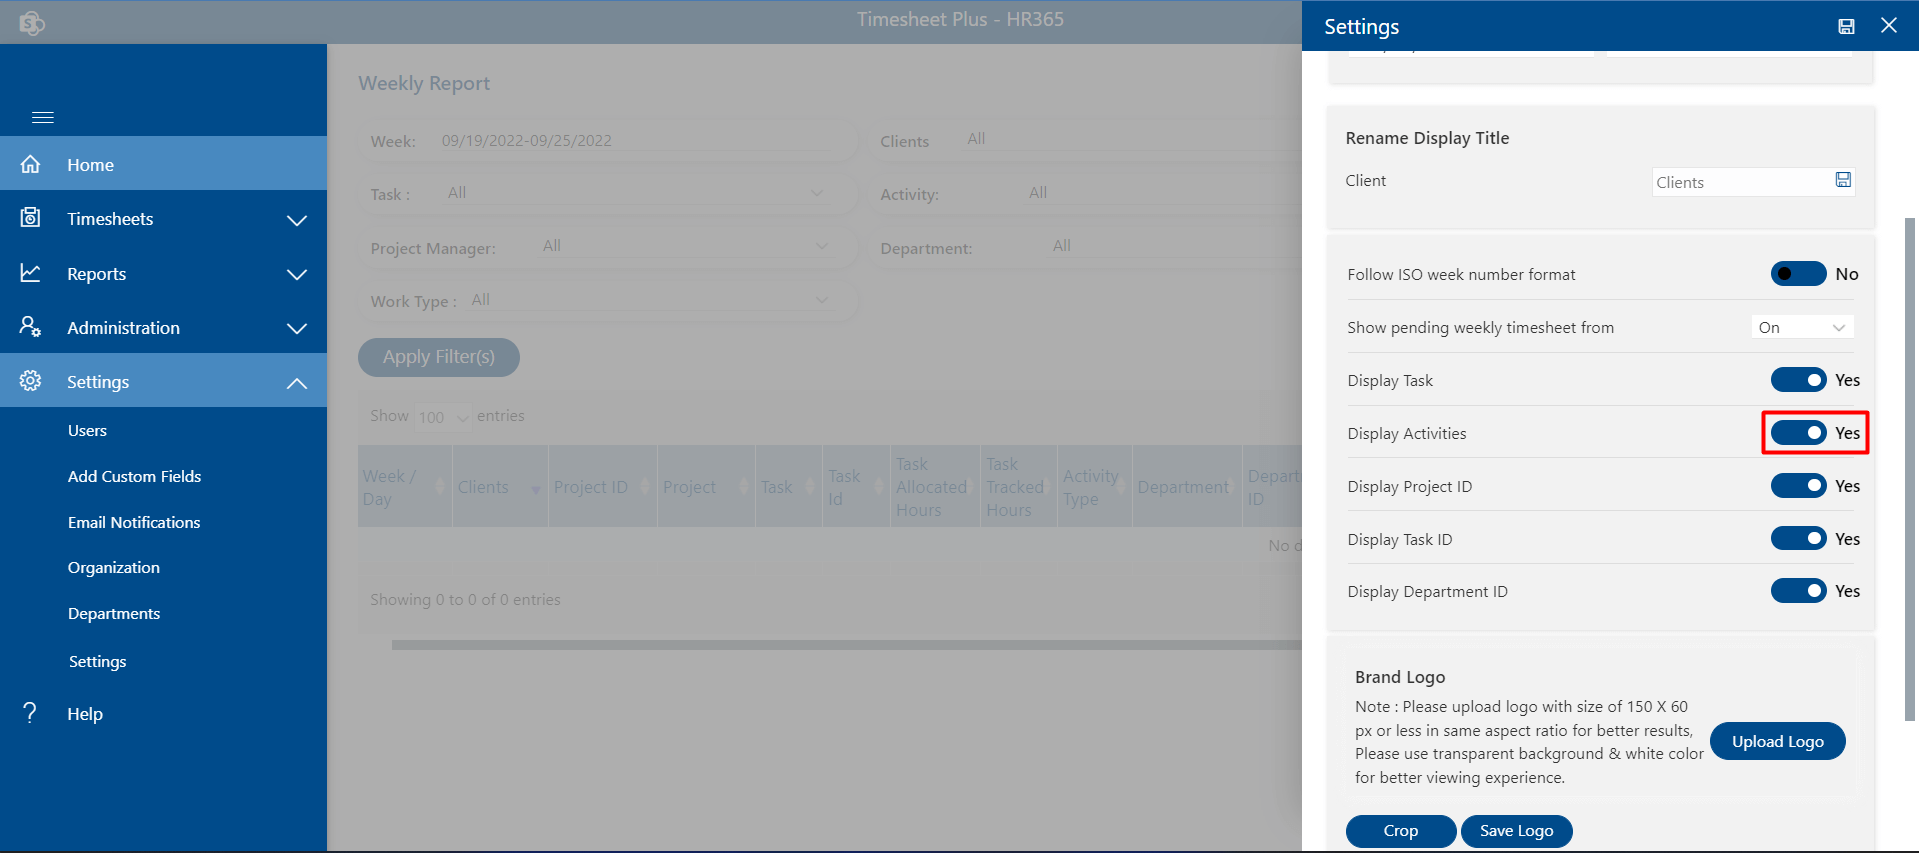 Timesheet Plus - HR365
Settings
Home
Timesheets
Reports
Administration
Settings
Users
Add Custom Fields
Email Notifications
Organization
Departments
Settings
Help
Weekly Report
Week: 09/19/2022-09/25/2022
Clients All
Task : All
Activity: All
Project Manager: All
Department: All
Work Type : All
Apply Filter(s)
Show 100 entries
Week / Day
Clients
Project ID
Project
Task
Task Id
Task Allocated Hours
Task Tracked Hours
Activity Type
Department
Depart ID
No d
Showing 0 to 0 of 0 entries
Rename Display Title
Client Clients
Follow ISO week number format No
Show pending weekly timesheet from On
Display Task Yes
Display Activities Yes
Display Project ID Yes
Display Task ID Yes
Display Department ID Yes
Brand Logo
Note : Please upload logo with size of 150 X 60
px or less in same aspect ratio for better results,
Please use transparent background & white color
for better viewing experience.
Upload Logo
Crop Save Logo